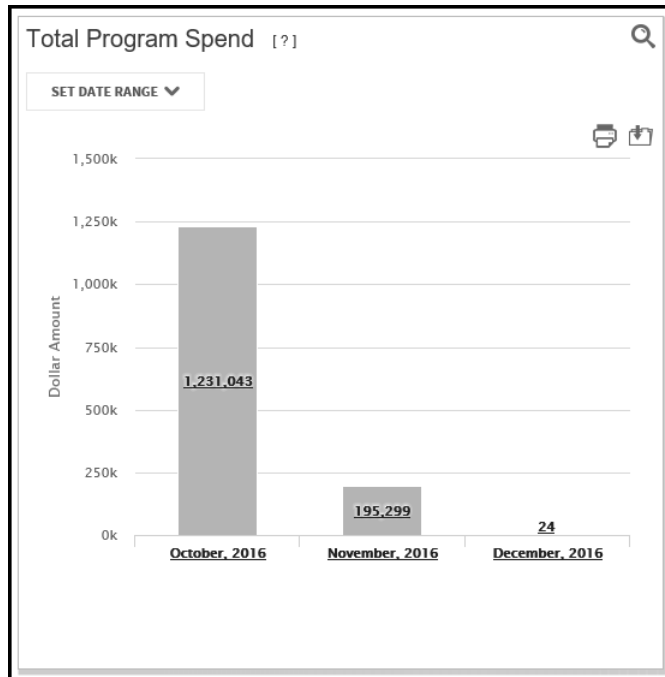 Total Program Spend [ ? ]
SET DATE RANGE
1,500k
1,250k
1,000k
750k
500k
250k
0k
Dollar Amount
1,231,043
195,299
24
October, 2016
November, 2016
December, 2016